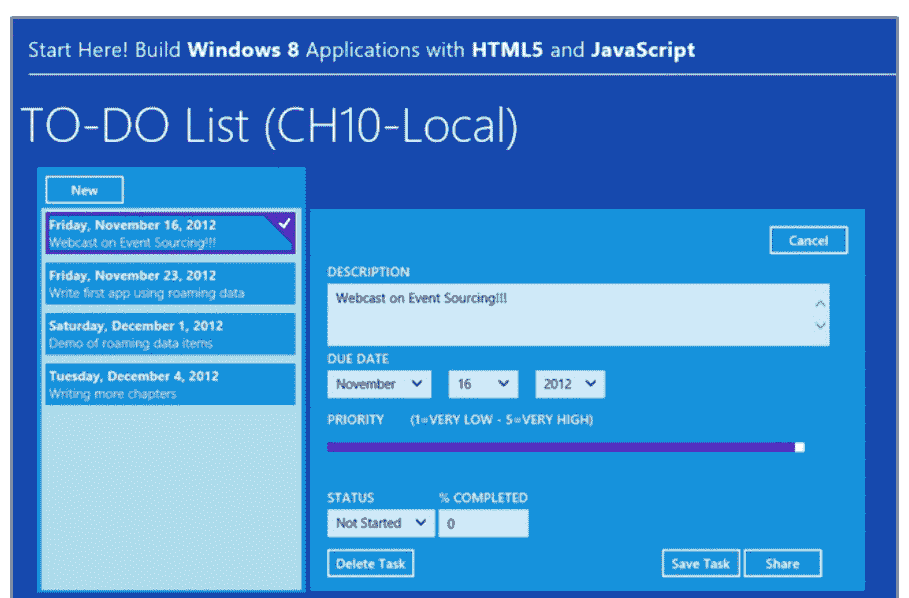 Start Here! Build Windows 8 Applications with HTML5 and JavaScript
TO-DO List (CH10-Local)
New
Friday, November 16, 2012
Webcast on Event Sourcing!!!
Friday, November 23, 2012
Write first app using roaming data
Saturday, December 1, 2012
Demo of roaming data items
Tuesday, December 4, 2012
Writing more chapters
Cancel
DESCRIPTION
Webcast on Event Sourcing!!!
DUE DATE
November 16 2012
PRIORITY (1=VERY LOW - 5=VERY HIGH)
STATUS % COMPLETED
Not Started 0
Delete Task Save Task Share